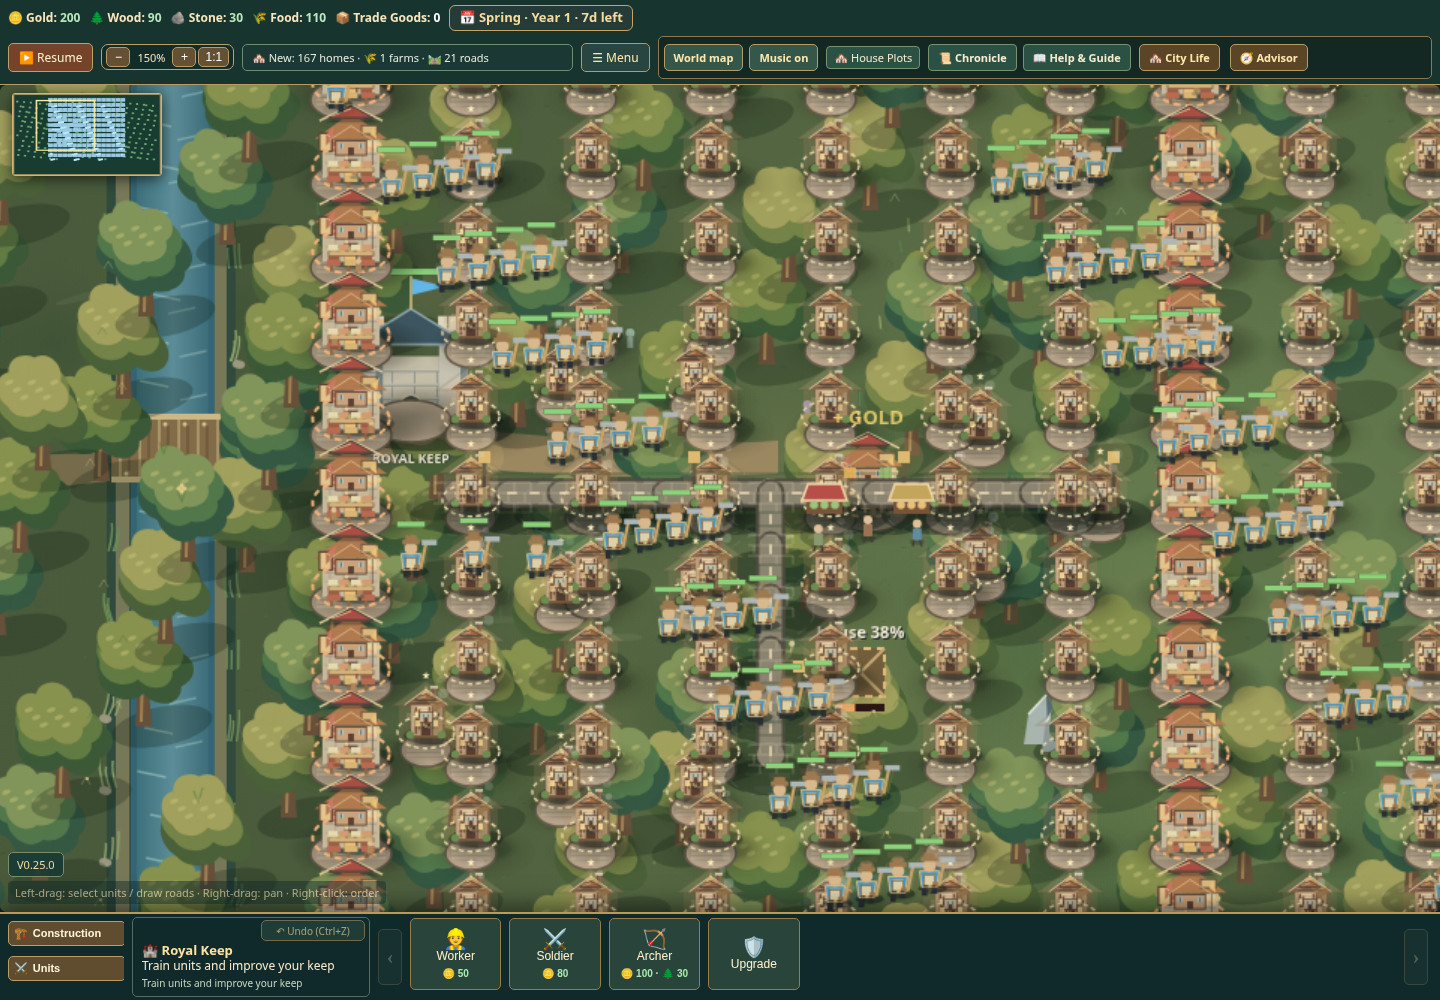 🪙 Gold: 200 🌲 Wood: 90 🪨 Stone: 30 🌾 Food: 110 📦 Trade Goods: 0 📅 Spring · Year 1 · 7d left
▶️ Resume − 150% + 1:1 🏘️ New: 167 homes · 🌾 1 farms · 🛤️ 21 roads ☰ Menu World map Music on 🏘️ House Plots 📜 Chronicle 📖 Help & Guide 🏘️ City Life 🧭 Advisor
+ GOLD
ROYAL KEEP
use 38%
V0.25.0
Left-drag: select units / draw roads · Right-drag: pan · Right-click: order
🏗️ Construction
⚔️ Units
↶ Undo (Ctrl+Z)
🏰 Royal Keep
Train units and improve your keep
Train units and improve your keep
‹
Worker
🪙 50
Soldier
🪙 80
Archer
🪙 100 · 🌲 30
Upgrade
›